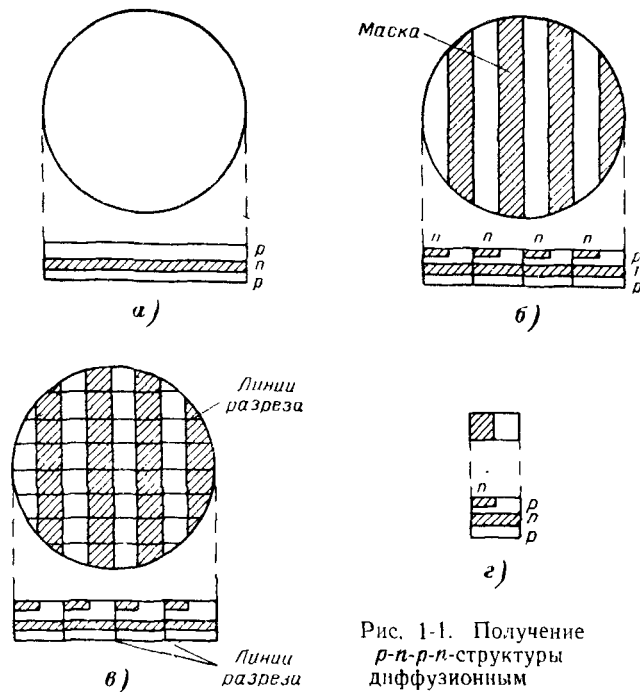 Маска
p
n
p
а)
n n n n
p
n
p
б)
Линии
разреза
n
p
n
p
г)
Линии
разреза
в)
Рис. 1-1. Получение
p-n-p-n-структуры
диффузионным